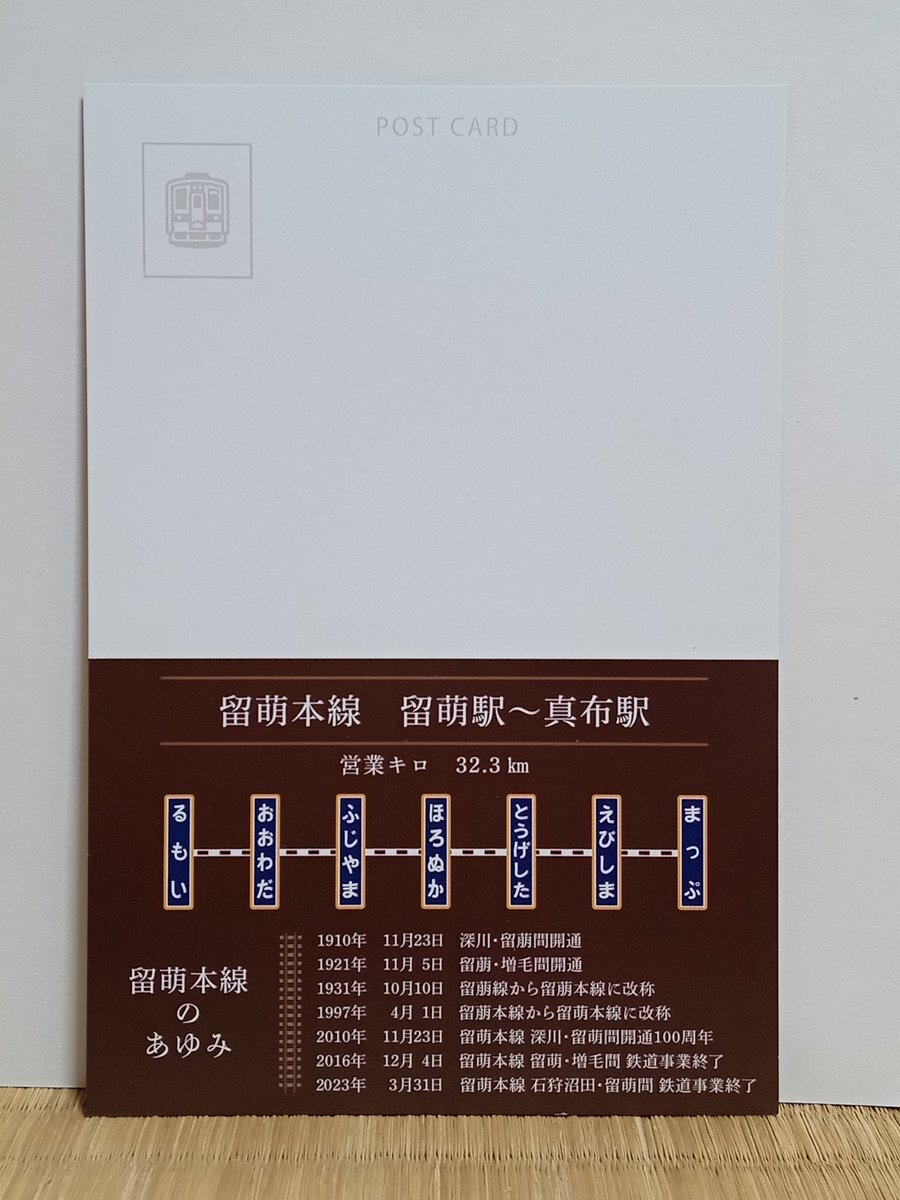 POST CARD
留萌本線　留萌駅～真布駅
営業キロ　32.3㎞
るもい
おおわだ
ふじやま
ほろぬか
とうげした
えびしま
まっぷ
留萌本線
の
あゆみ
1910年　11月23日　深川・留萠間開通
1921年　11月 5日　留萠・増毛間開通
1931年　10月10日　留萠線から留萠本線に改称
1997年　4月 1日　留萠本線から留萌本線に改称
2010年　11月23日　留萌本線 深川・留萌間開通100周年
2016年　12月 4日　留萌本線 留萌・増毛間 鉄道事業終了
2023年　3月31日　留萌本線 石狩沼田・留萌間 鉄道事業終了